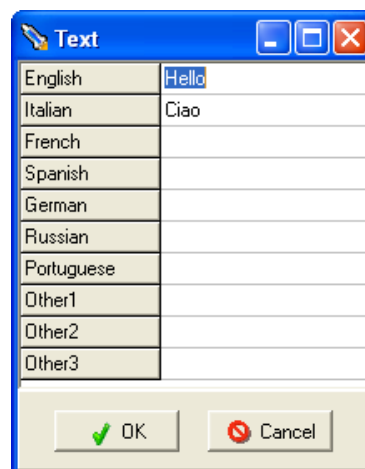 Text
English Hello
Italian Ciao
French
Spanish
German
Russian
Portuguese
Other1
Other2
Other3
OK Cancel